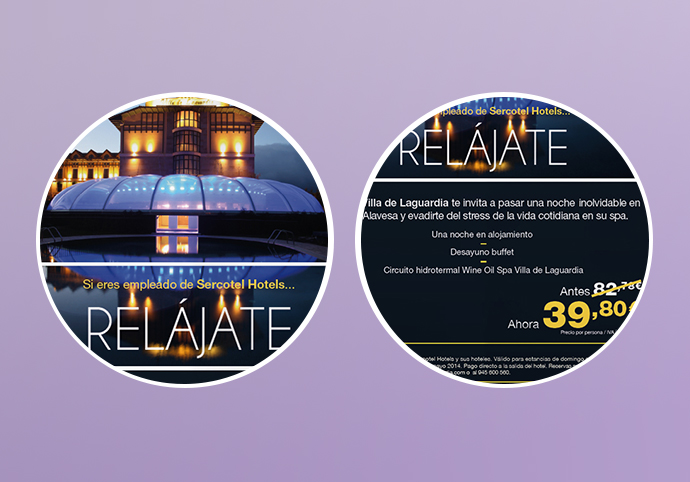 Si eres empleado de Sercotel Hotels...
RELÁJATE
empleado de Sercotel Hotels...
RELÁJATE
Villa de Laguardia te invita a pasar una noche inolvidable en
Alavesa y evadirte del stress de la vida cotidiana en su spa.
Una noche en alojamiento
Desayuno buffet
Circuito hidrotermal Wine Oil Spa Villa de Laguardia
Antes 82,78€
Ahora 39,80€
Precio por persona / IVA
Hotels y sus hoteles. Válido para estancias de domingo
2014, Pago directo a la salida del hotel. Reservas
.com o al 945 600 560.